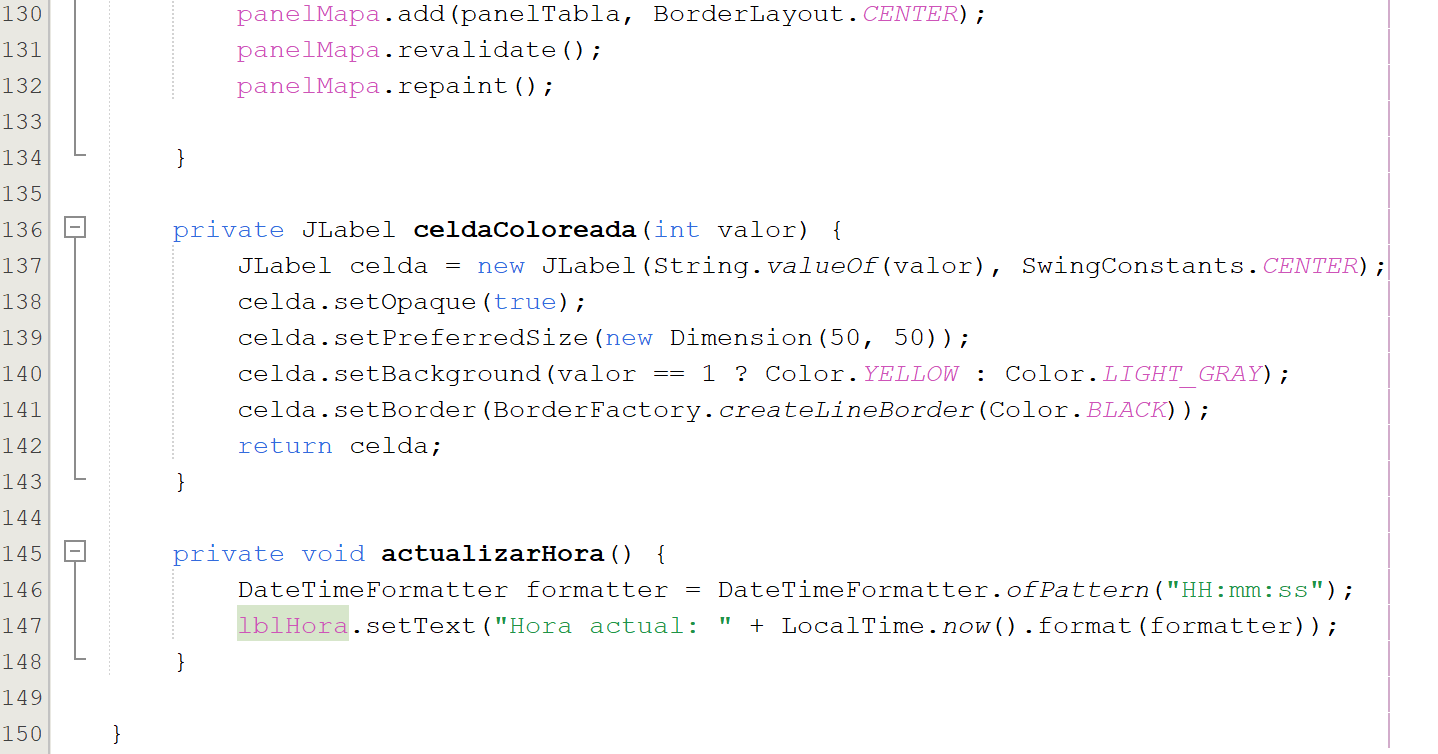 130 panelMapa.add(panelTabla, BorderLayout.CENTER);
131 panelMapa.revalidate();
132 panelMapa.repaint();
133
134 }
135
136 private JLabel celdaColoreada(int valor) {
137 JLabel celda = new JLabel(String.valueOf(valor), SwingConstants.CENTER);
138 celda.setOpaque(true);
139 celda.setPreferredSize(new Dimension(50, 50));
140 celda.setBackground(valor == 1 ? Color.YELLOW : Color.LIGHT_GRAY);
141 celda.setBorder(BorderFactory.createLineBorder(Color.BLACK));
142 return celda;
143 }
144
145 private void actualizarHora() {
146 DateTimeFormatter formatter = DateTimeFormatter.ofPattern("HH:mm:ss");
147 lblHora.setText("Hora actual: " + LocalTime.now().format(formatter));
148 }
149
150 }